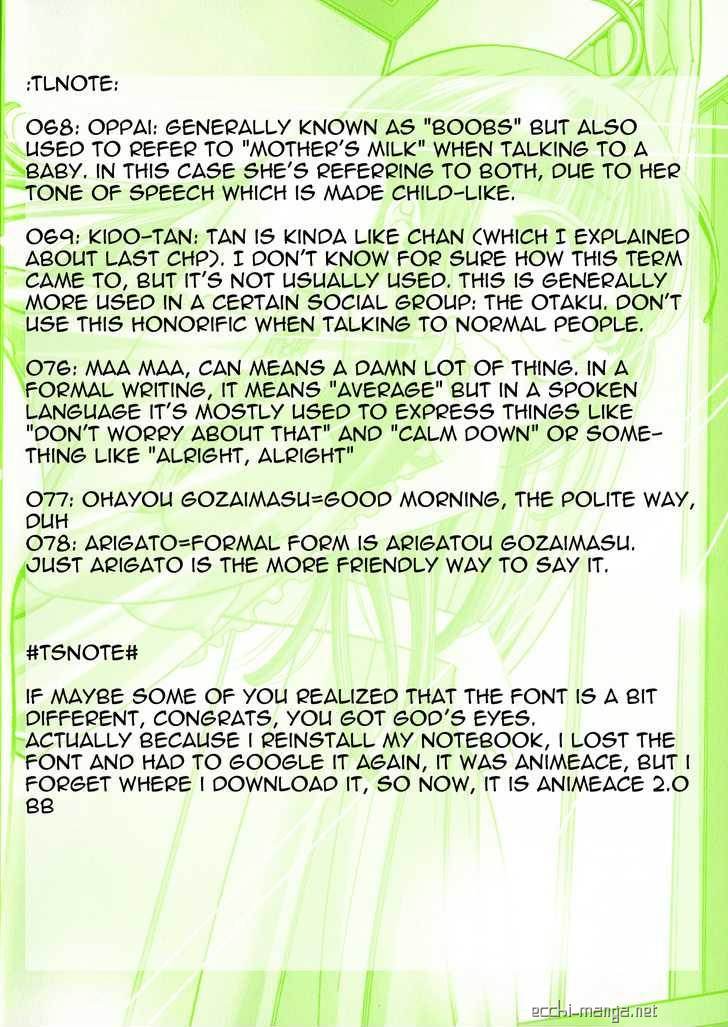 :TLNOTE:
068: OPPAI: GENERALLY KNOWN AS "BOOBS" BUT ALSO
USED TO REFER TO "MOTHER'S MILK" WHEN TALKING TO A
BABY. IN THIS CASE SHE'S REFERRING TO BOTH, DUE TO HER
TONE OF SPEECH WHICH IS MADE CHILD-LIKE.
069: KIDO-TAN: TAN IS KINDA LIKE CHAN (WHICH I EXPLAINED
ABOUT LAST CHP). I DON'T KNOW FOR SURE HOW THIS TERM
CAME TO, BUT IT'S NOT USUALLY USED. THIS IS GENERALLY
MORE USED IN A CERTAIN SOCIAL GROUP: THE OTAKU. DON'T
USE THIS HONORIFIC WHEN TALKING TO NORMAL PEOPLE.
076: MAA MAA, CAN MEANS A DAMN LOT OF THING. IN A
FORMAL WRITING, IT MEANS "AVERAGE" BUT IN A SPOKEN
LANGUAGE IT'S MOSTLY USED TO EXPRESS THINGS LIKE
"DON'T WORRY ABOUT THAT" AND "CALM DOWN" OR SOME-
THING LIKE "ALRIGHT, ALRIGHT"
077: OHAYOU GOZAIMASU=GOOD MORNING, THE POLITE WAY,
DUH
078: ARIGATO=FORMAL FORM IS ARIGATOU GOZAIMASU.
JUST ARIGATO IS THE MORE FRIENDLY WAY TO SAY IT.
#TSNOTE#
IF MAYBE SOME OF YOU REALIZED THAT THE FONT IS A BIT
DIFFERENT, CONGRATS, YOU GOT GOD'S EYES.
ACTUALLY BECAUSE I REINSTALL MY NOTEBOOK, I LOST THE
FONT AND HAD TO GOOGLE IT AGAIN, IT WAS ANIMEACE, BUT I
FORGET WHERE I DOWNLOAD IT, SO NOW, IT IS ANIMEACE 2.0
BB
ecchi-manga.net